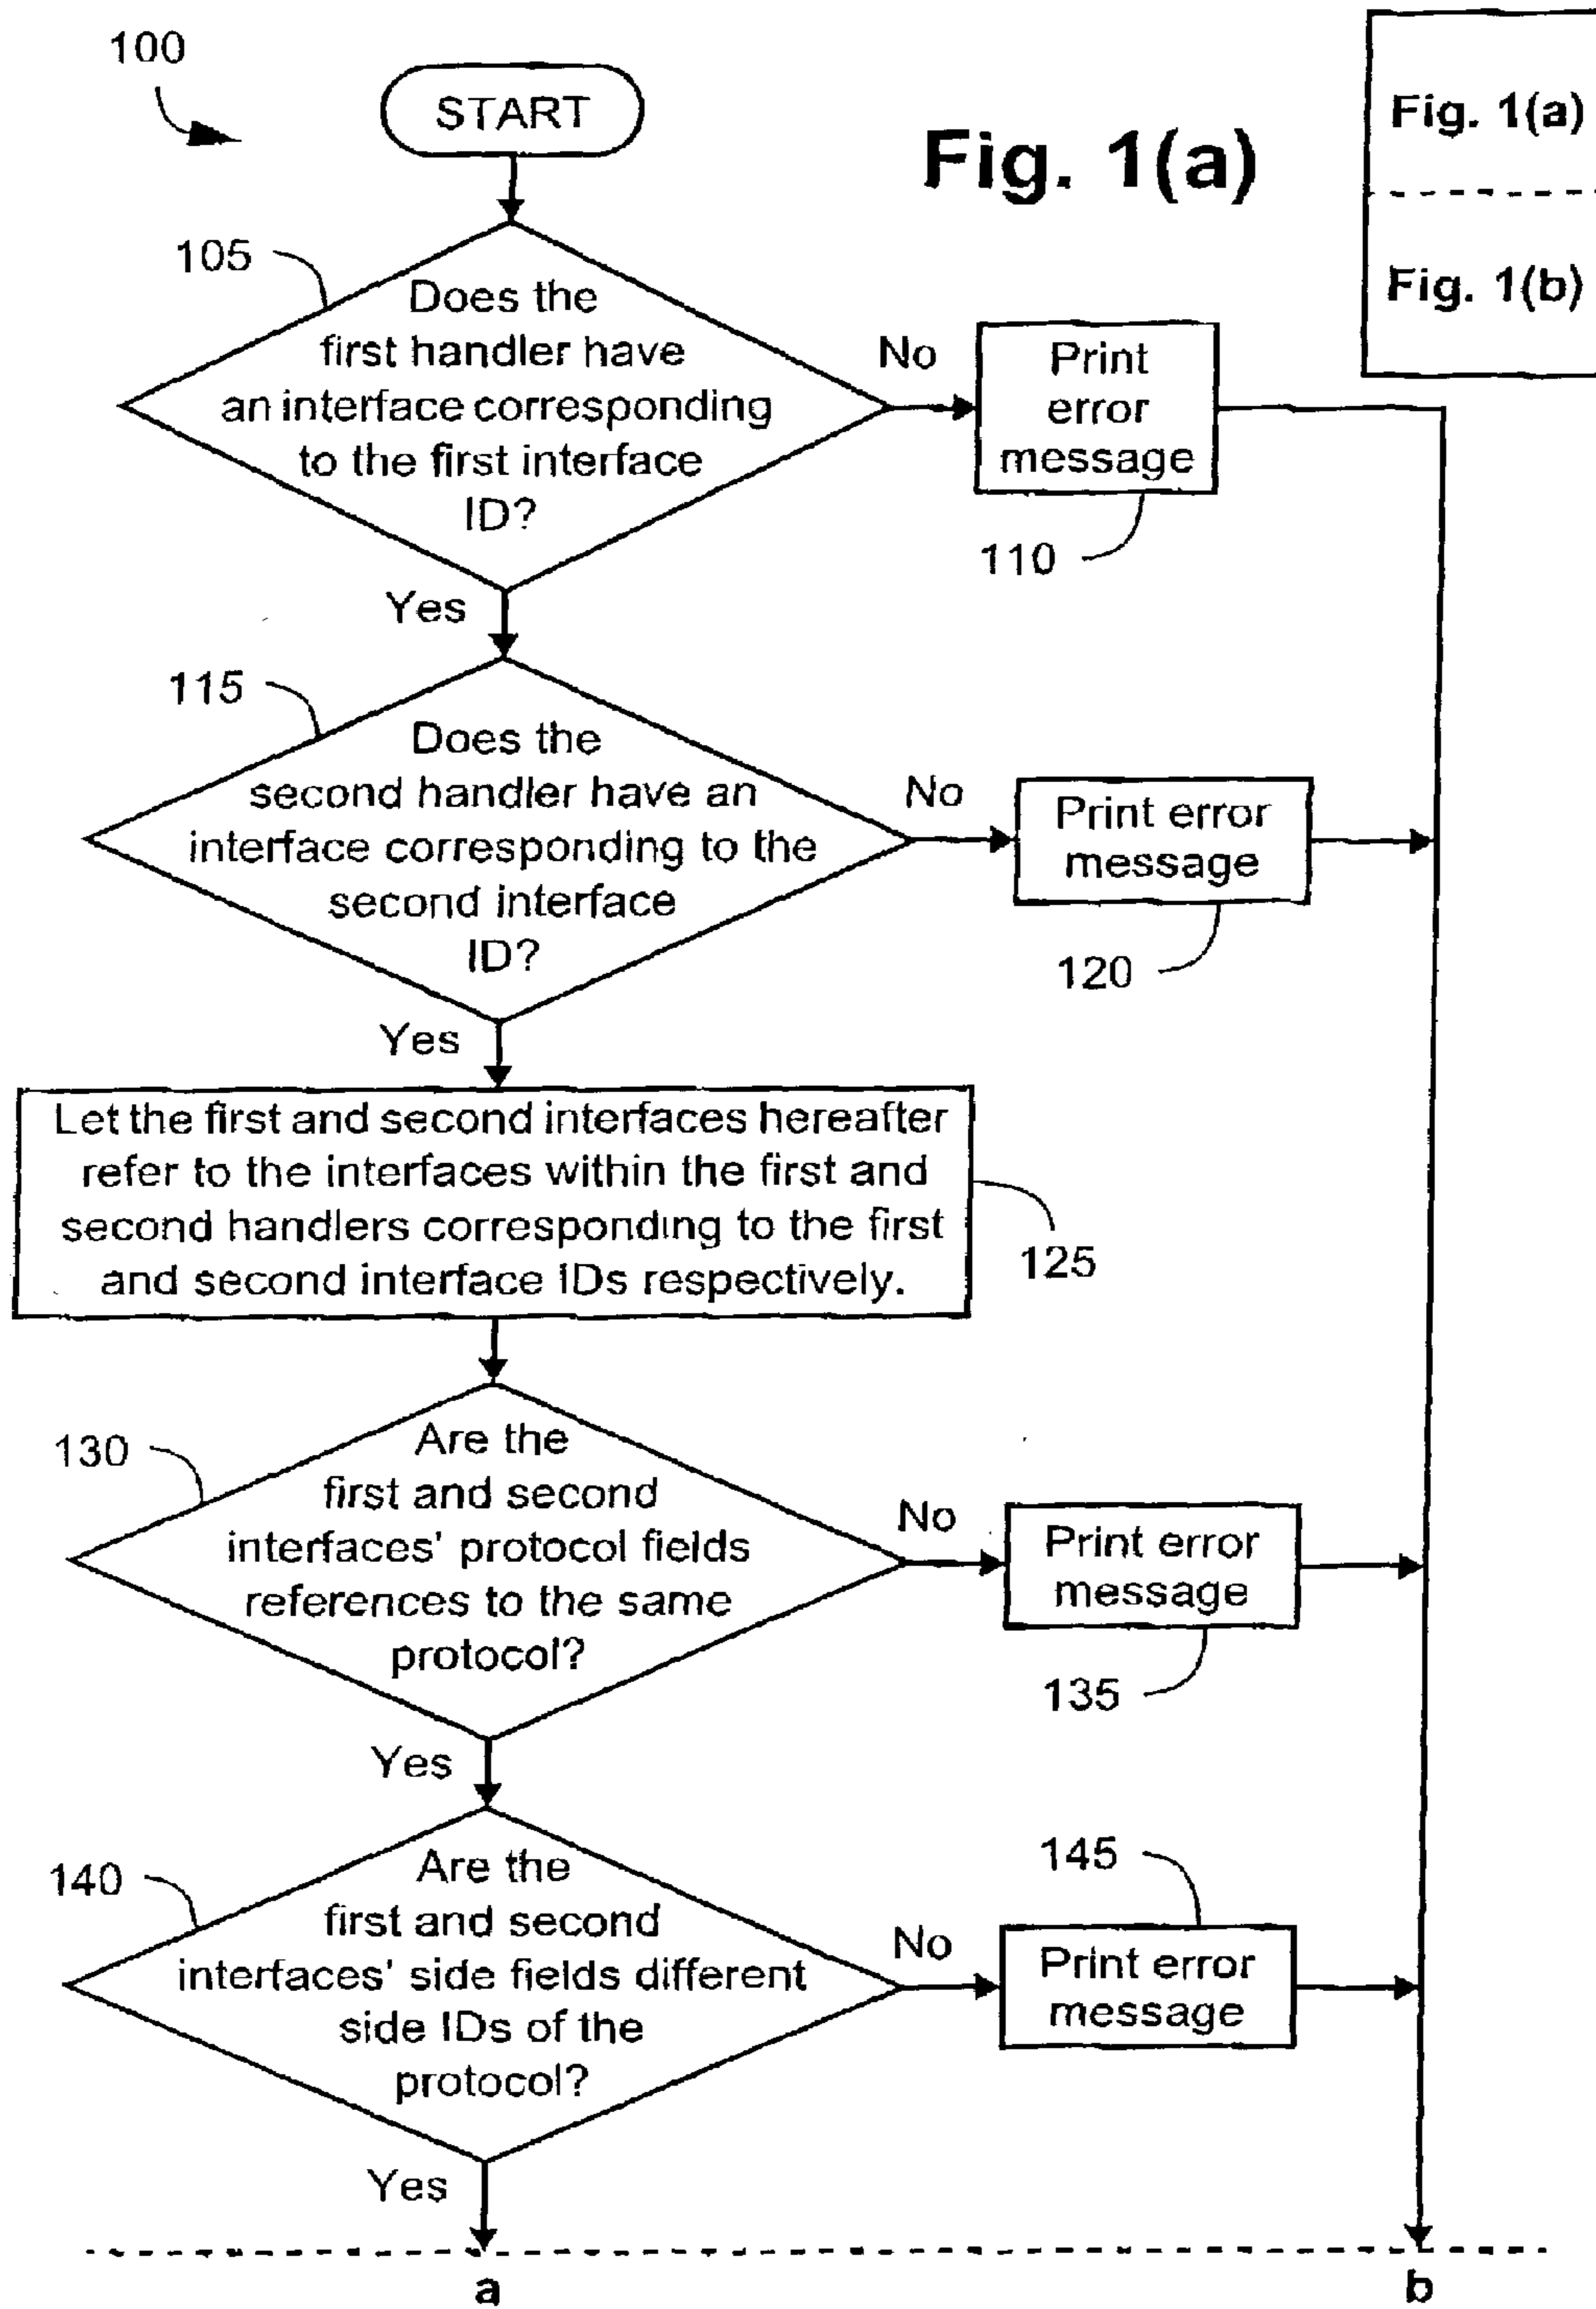 100
START
Fig. 1(a)
Fig. 1(a)
Fig. 1(b)
105
Does the
first handler have
an interface corresponding
to the first interface
ID?
No
Print
error
message
110
Yes
115
Does the
second handler have an
interface corresponding to the
second interface
ID?
No
Print error
message
120
Yes
Let the first and second interfaces hereafter
refer to the interfaces within the first and
second handlers corresponding to the first
and second interface IDs respectively.
125
130
Are the
first and second
interfaces' protocol fields
references to the same
protocol?
No
Print error
message
135
Yes
140
Are the
first and second
interfaces' side fields different
side IDs of the
protocol?
No
145
Print error
message
Yes
a
b